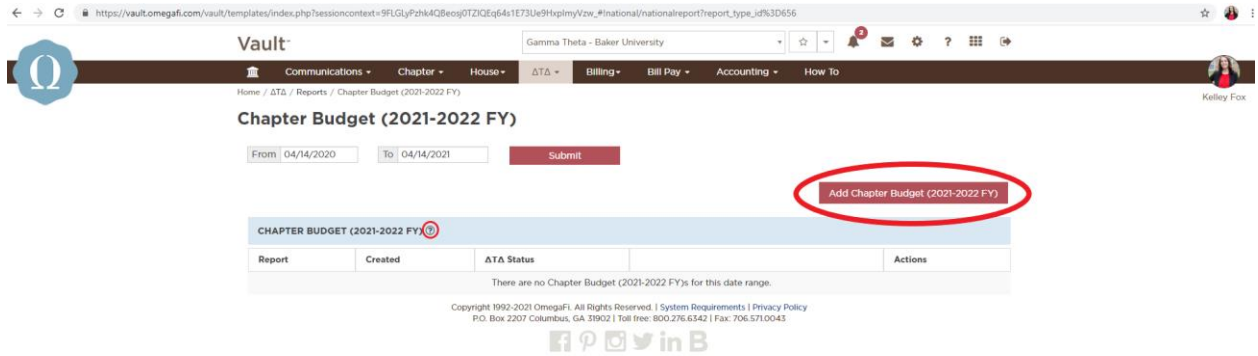 https://vault.omegafi.com/vault/templates/index.php?sessioncontext=9FLGLyPzhk4QBeosj0TZIQEq64s1E73Ue9HxplmyVzw_#!national/nationalreport?report_type_id%3D656
Vault
Gamma Theta - Baker University
2
?
Ω
Communications
Chapter
House
ΔΤΔ
Billing
Bill Pay
Accounting
How To
Kelley Fox
Home / ΔΤΔ / Reports / Chapter Budget (2021-2022 FY)
Chapter Budget (2021-2022 FY)
From 04/14/2020 To 04/14/2021 Submit
Add Chapter Budget (2021-2022 FY)
CHAPTER BUDGET (2021-2022 FY) ?
Report Created ΔΤΔ Status Actions
There are no Chapter Budget (2021-2022 FY)s for this date range.
Copyright 1992-2021 OmegaFi. All Rights Reserved. | System Requirements | Privacy Policy
P.O. Box 2207 Columbus, GA 31902 | Toll free: 800.276.6342 | Fax: 706.571.0043